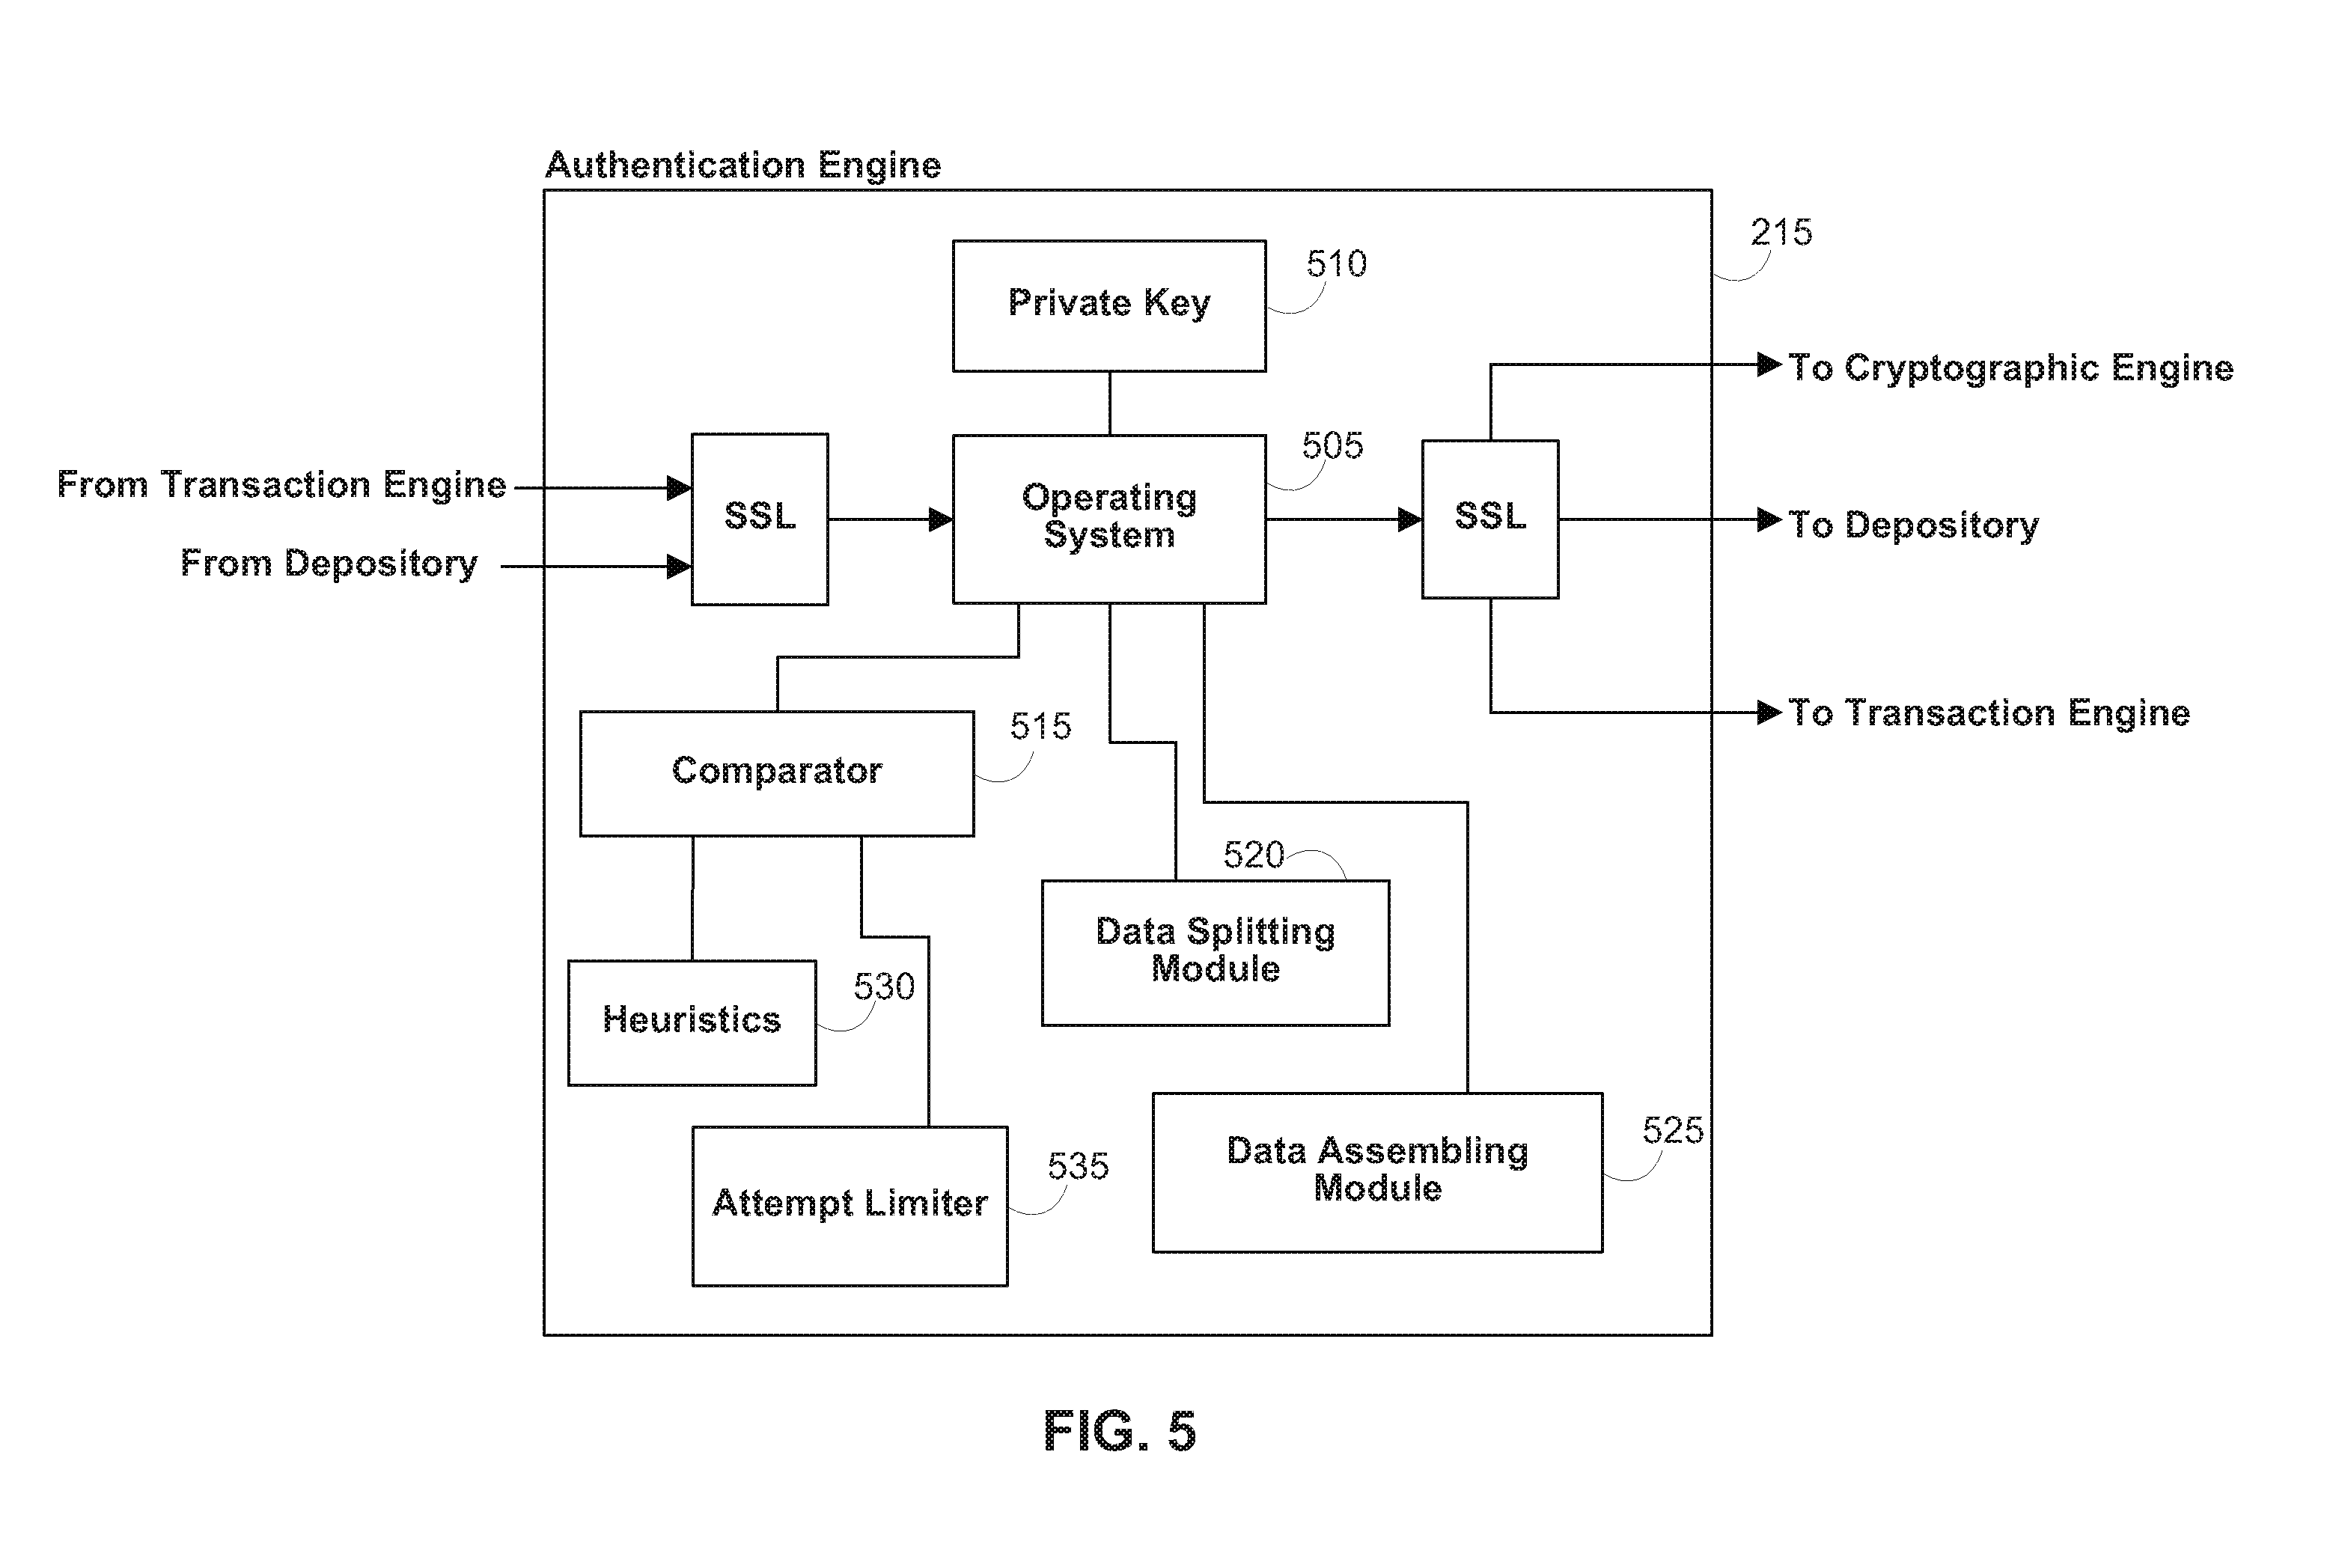 Authentication Engine
215
Private Key
510
To Cryptographic Engine
From Transaction Engine
SSL
Operating
System
505
SSL
To Depository
From Depository
To Transaction Engine
Comparator
515
520
Data Splitting
Module
Heuristics
530
Attempt Limiter
535
Data Assembling
Module
525
FIG. 5